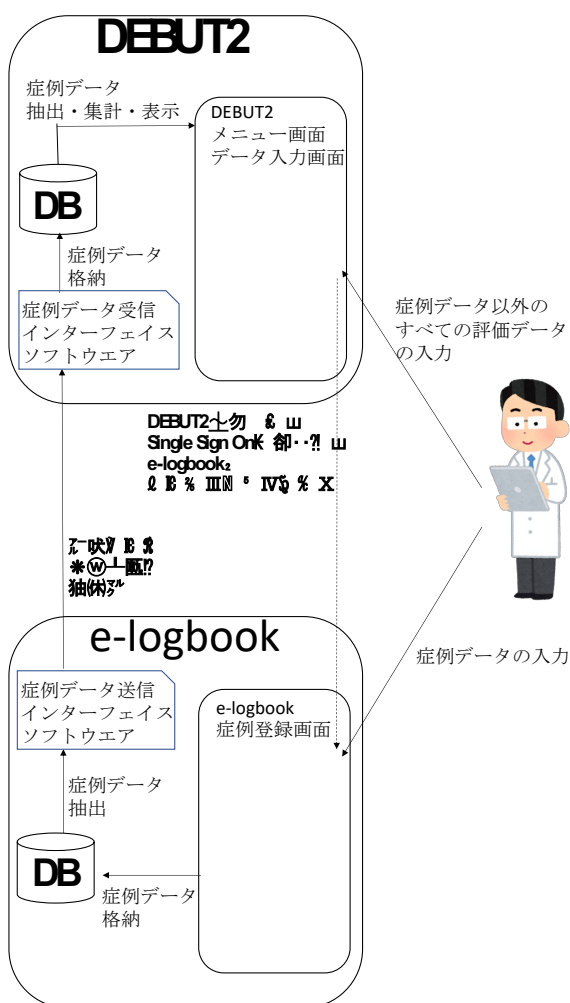 DEBUT2
症例データ
抽出・集計・表示
DEBUT2
メニュー画面
データ入力画面
DB
症例データ
格納
症例データ受信
インターフェイス
ソフトウエア
症例データ以外の
すべての評価データ
の入力
DEBUT2
Single Sign On
e-logbook
e-logbook
症例データの入力
症例データ送信
インターフェイス
ソフトウエア
e-logbook
症例登録画面
症例データ
抽出
DB
症例データ
格納